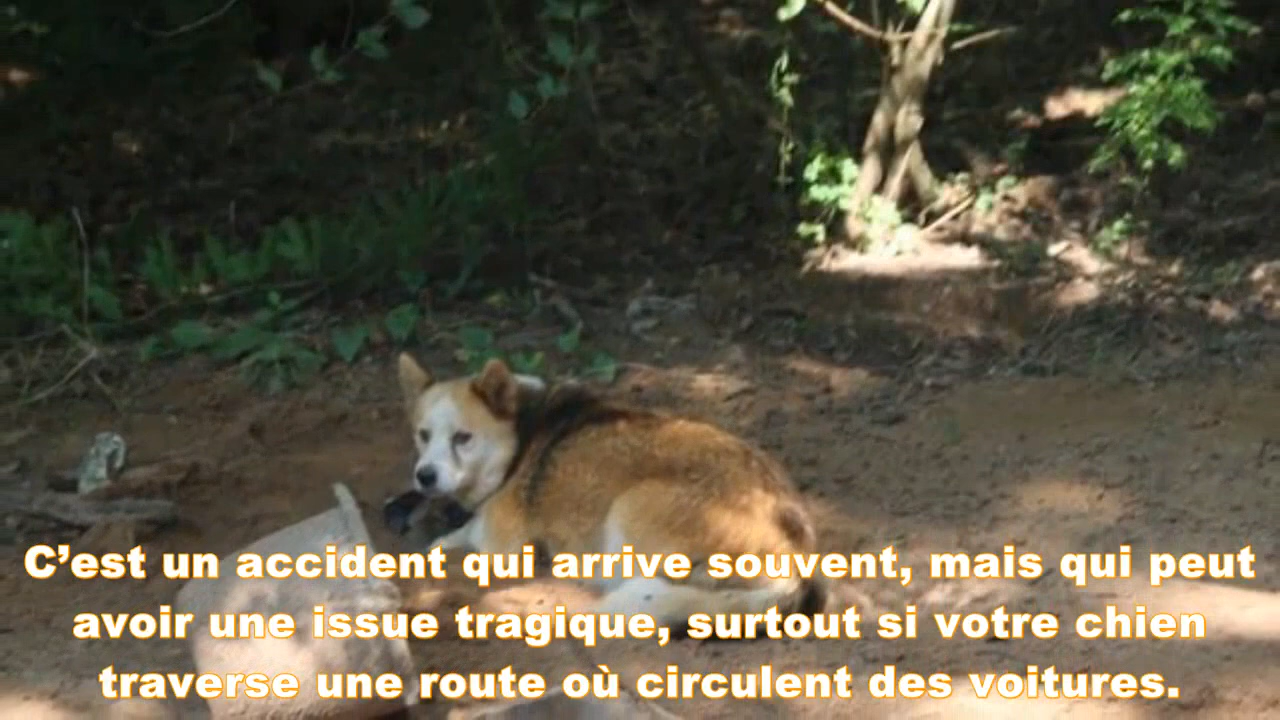 C’est un accident qui arrive souvent, mais qui peut
avoir une issue tragique, surtout si votre chien
traverse une route où circulent des voitures.